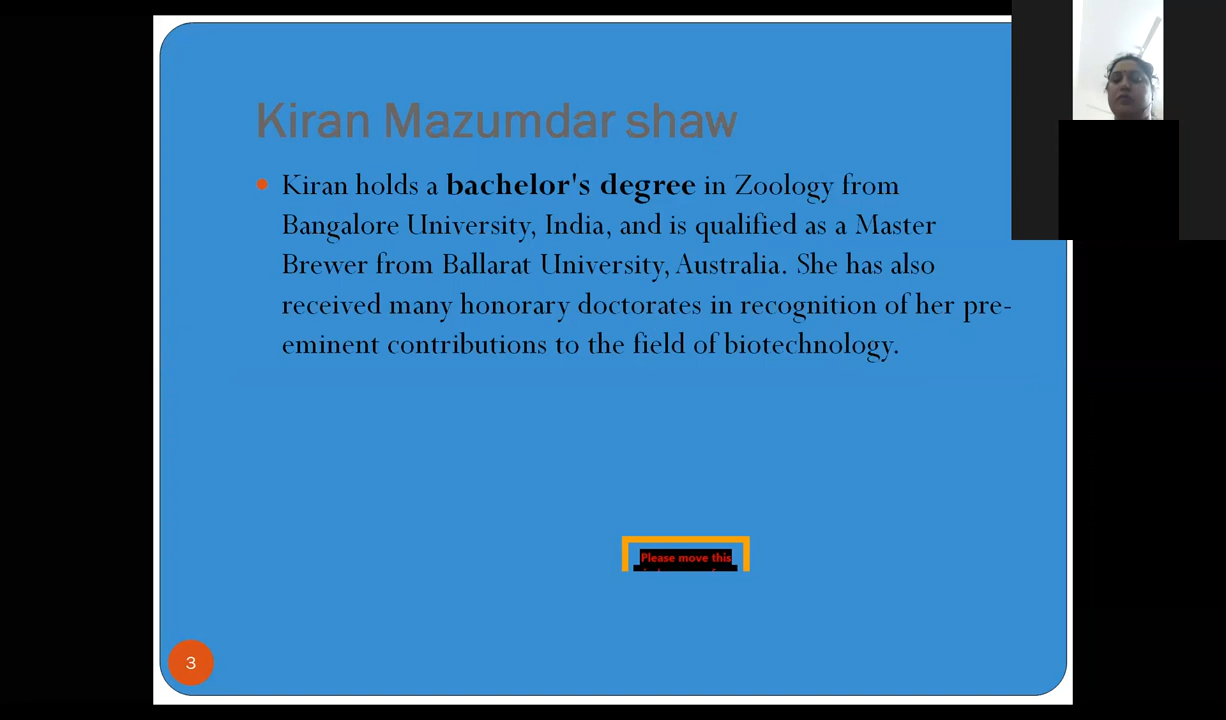 Kiran Mazumdar shaw
Kiran holds a bachelor's degree in Zoology from
Bangalore University, India, and is qualified as a Master
Brewer from Ballarat University, Australia. She has also
received many honorary doctorates in recognition of her pre-
eminent contributions to the field of biotechnology.
Please move this
3